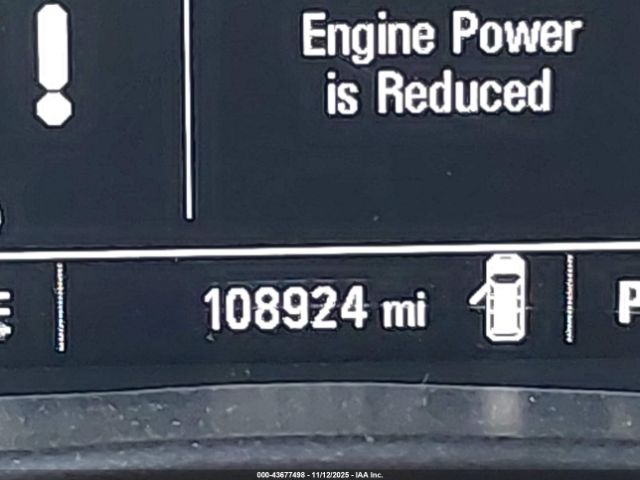 Engine Power
is Reduced
108924 mi
P
000-43677498 - 11/12/2025 - IAA Inc.